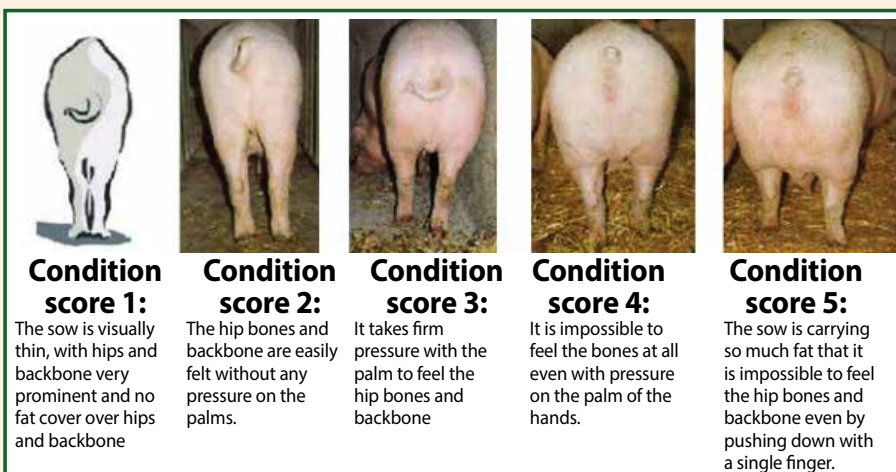 Condition
score 1:
The sow is visually
thin, with hips and
backbone very
prominent and no
fat cover over hips
and backbone
Condition
score 2:
The hip bones and
backbone are easily
felt without any
pressure on the
palms.
Condition
score 3:
It takes firm
pressure with the
palm to feel the
hip bones and
backbone
Condition
score 4:
It is impossible to
feel the bones at all
even with pressure
on the palm of the
hands.
Condition
score 5:
The sow is carrying
so much fat that it
is impossible to feel
the hip bones and
backbone even by
pushing down with
a single finger.